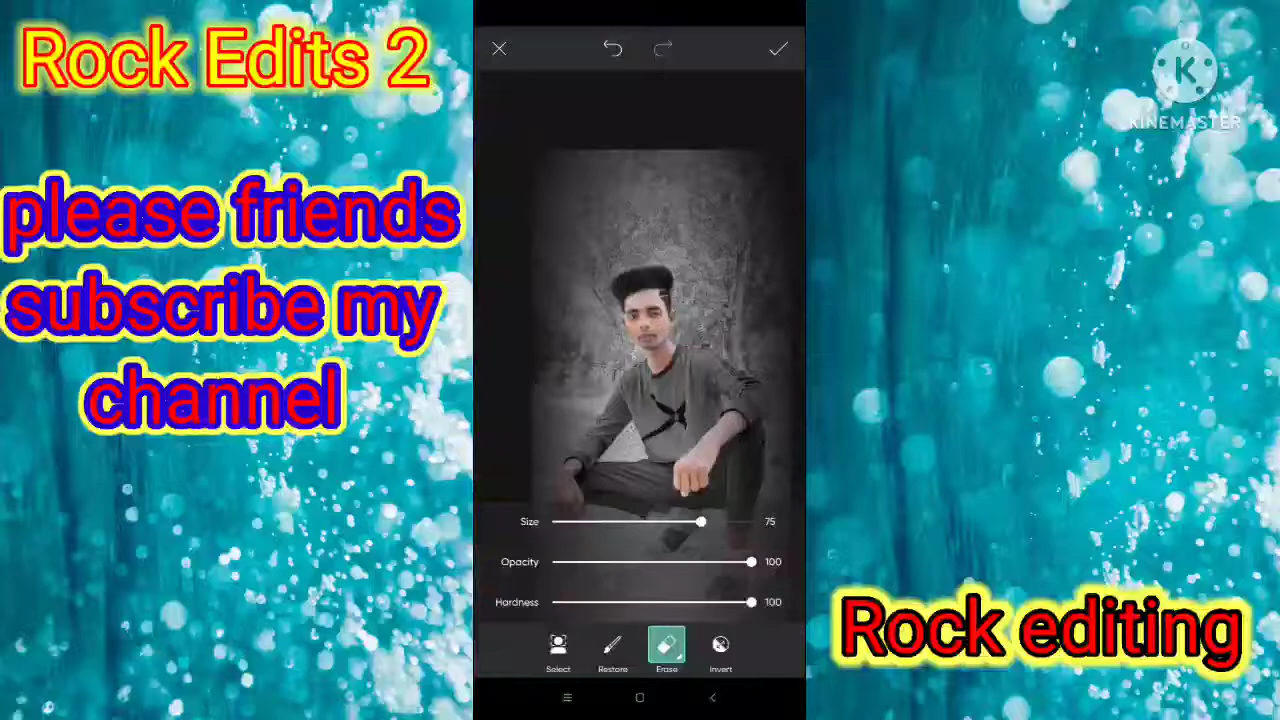 Rock Edits 2
please friends
subscribe my
channel
KINEMASTER
K
Size 75
Opacity 100
Hardness 100
Select Restore Erase Invert
Rock editing